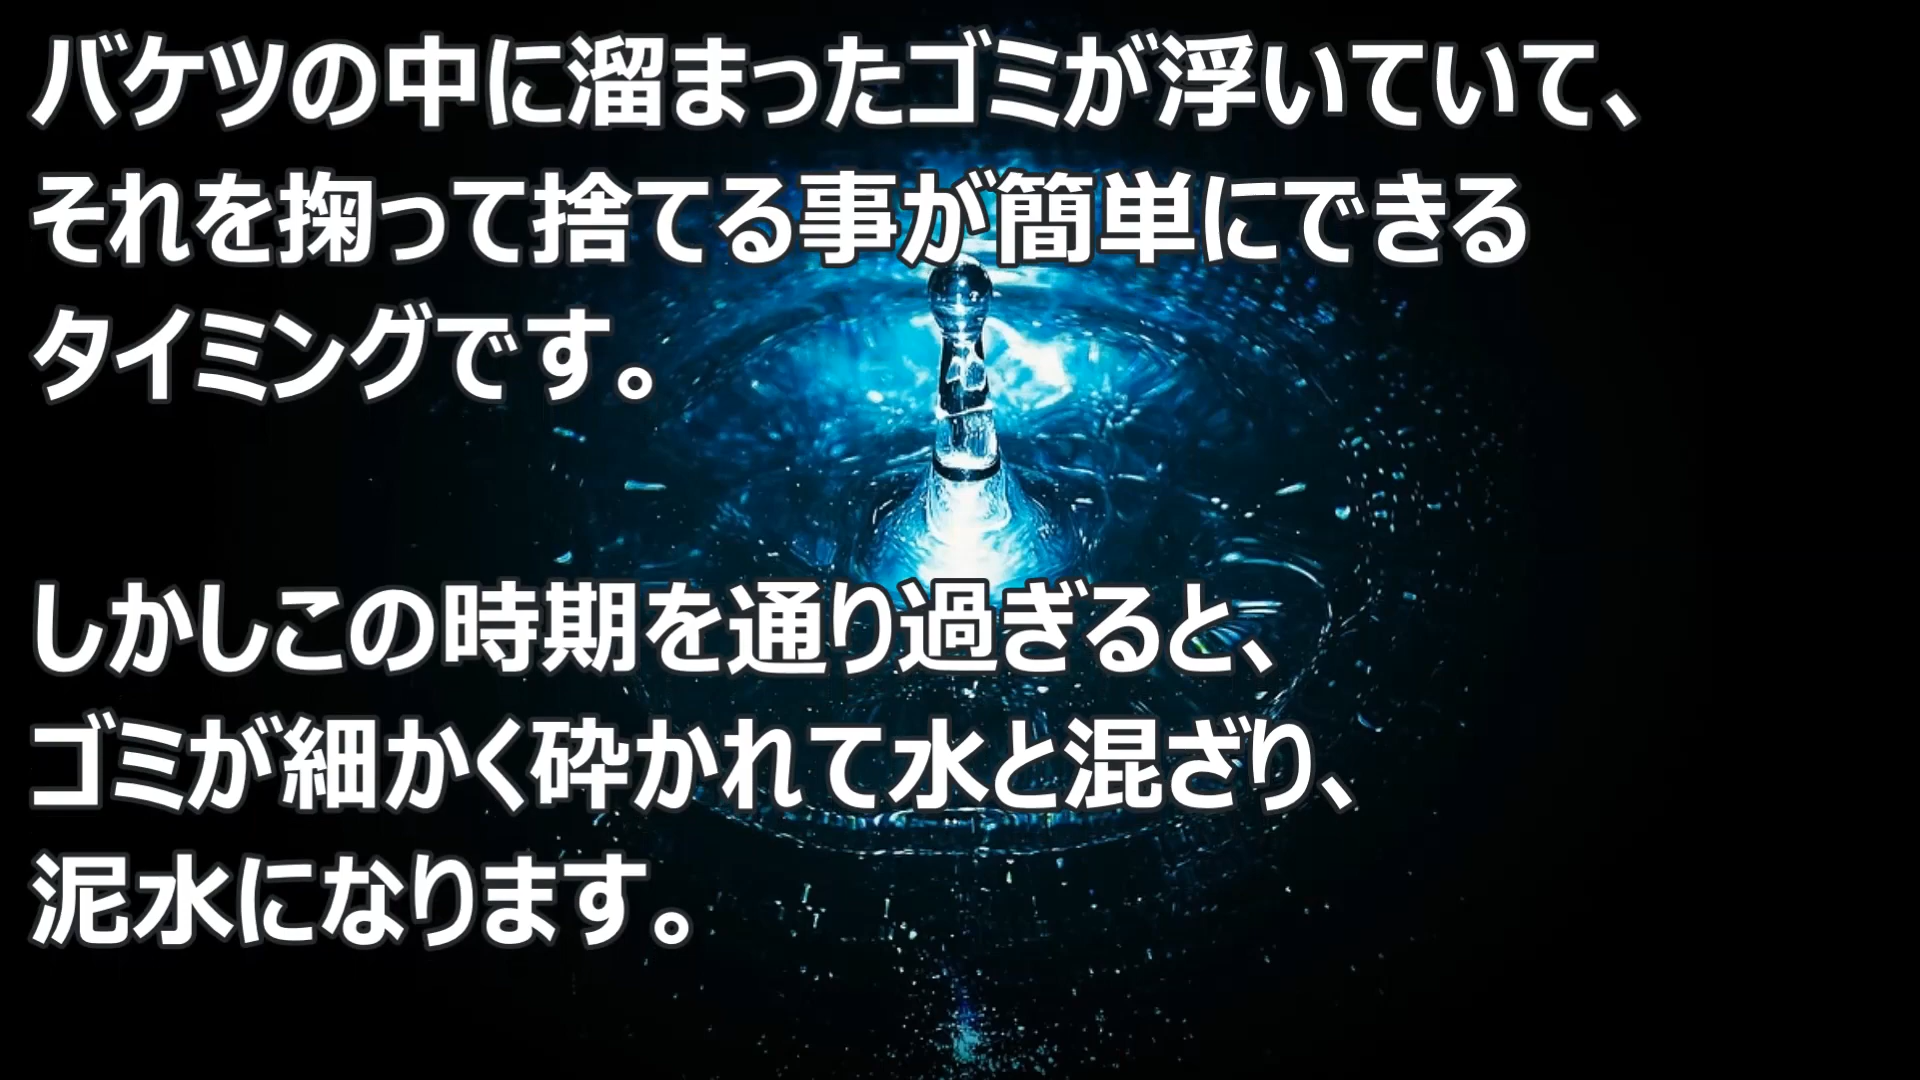 バケツの中に溜まったゴミが浮いていて、
それを掬って捨てる事が簡単にできる
タイミングです。
しかしこの時期を通り過ぎると、
ゴミが細かく砕かれて水と混ざり、
泥水になります。